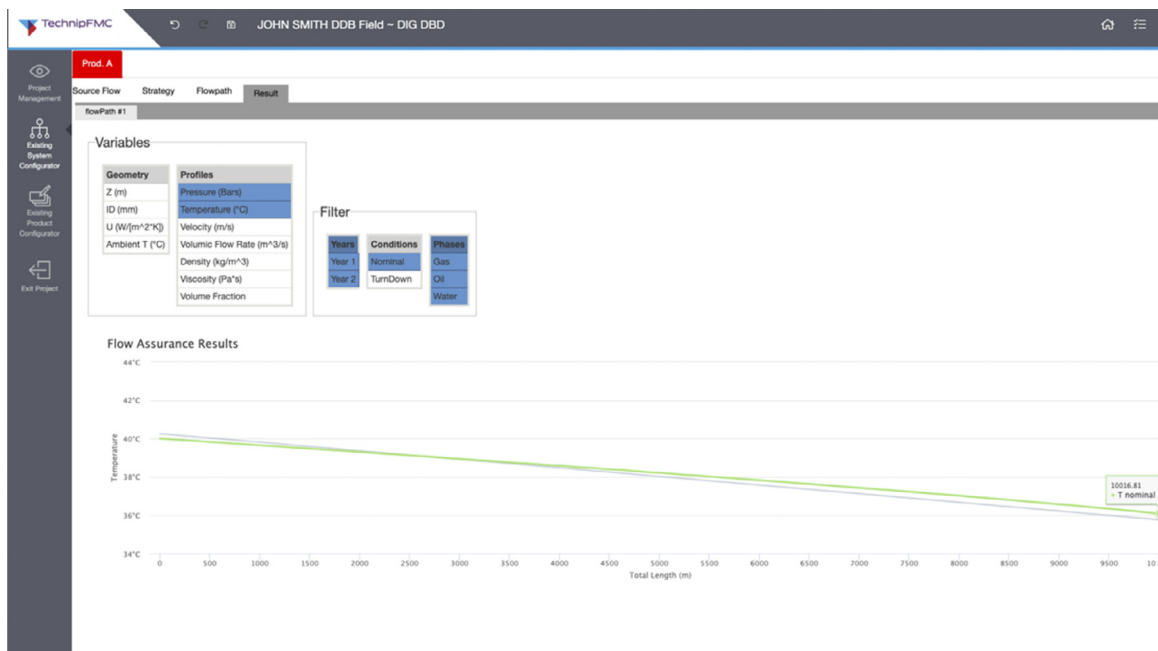 TechnipFMC
JOHN SMITH DDB Field ~ DIG DBD
Project
Management
Existing
System
Configurator
Existing
Product
Configurator
Exit Project
Prod. A
Source Flow Strategy Flowpath Result
flowPath #1
Variables
Geometry
Z (m)
ID (mm)
U (W/[m^2*K])
Ambient T (°C)
Profiles
Pressure (Bars)
Temperature (°C)
Velocity (m/s)
Volumic Flow Rate (m^3/s)
Density (kg/m^3)
Viscosity (Pa*s)
Volume Fraction
Filter
Years
Year 1
Year 2
Conditions
Nominal
TurnDown
Phases
Gas
Oil
Water
Flow Assurance Results
44°C
42°C
40°C
38°C
36°C
34°C
Temperature
10016.81
T nominal
0 500 1000 1500 2000 2500 3000 3500 4000 4500 5000 5500 6000 6500 7000 7500 8000 8500 9000 9500 10
Total Length (m)